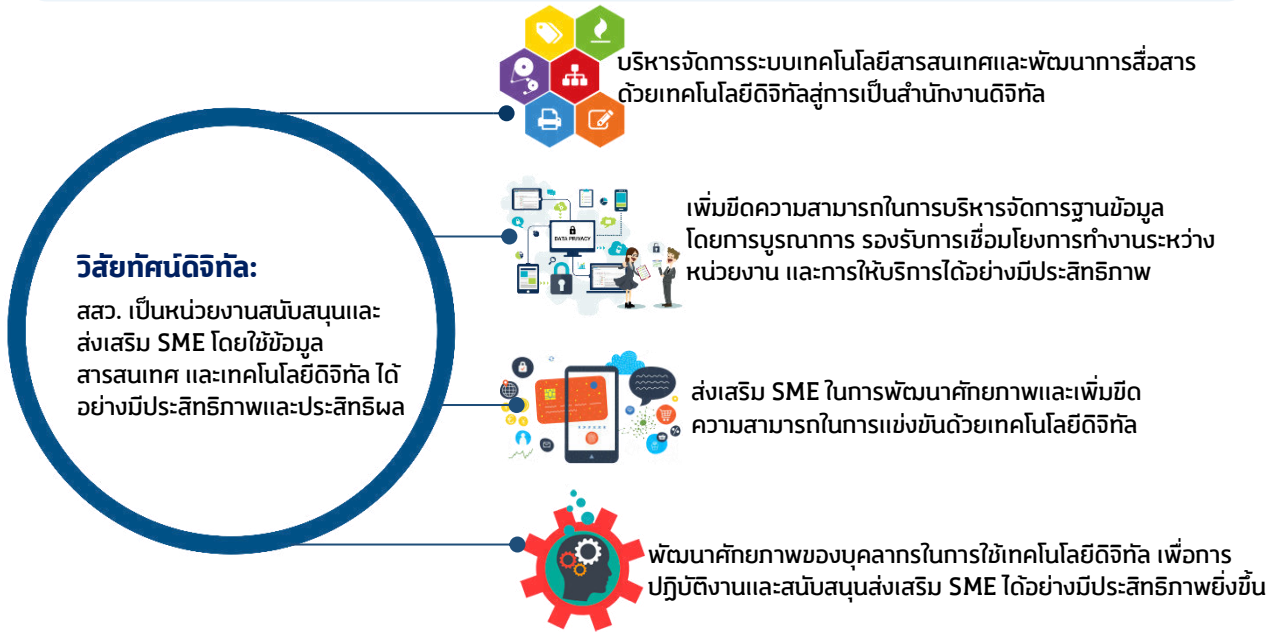 บริหารจัดการระบบเทคโนโลยีสารสนเทศและพัฒนาการสื่อสาร
ด้วยเทคโนโลยีดิจิทัลสู่การเป็นสำนักงานดิจิทัล
DATA PRIVACY
เพิ่มขีดความสามารถในการบริหารจัดการฐานข้อมูล
โดยการบูรณาการ รองรับการเชื่อมโยงการทำงานระหว่าง
หน่วยงาน และการให้บริการได้อย่างมีประสิทธิภาพ
วิสัยทัศน์ดิจิทัล:
สสว. เป็นหน่วยงานสนับสนุนและ
ส่งเสริม SME โดยใช้ข้อมูล
สารสนเทศ และเทคโนโลยีดิจิทัล ได้
อย่างมีประสิทธิภาพและประสิทธิผล
ส่งเสริม SME ในการพัฒนาศักยภาพและเพิ่มขีด
ความสามารถในการแข่งขันด้วยเทคโนโลยีดิจิทัล
พัฒนาศักยภาพของบุคลากรในการใช้เทคโนโลยีดิจิทัล เพื่อการ
ปฏิบัติงานและสนับสนุนส่งเสริม SME ได้อย่างมีประสิทธิภาพยิ่งขึ้น